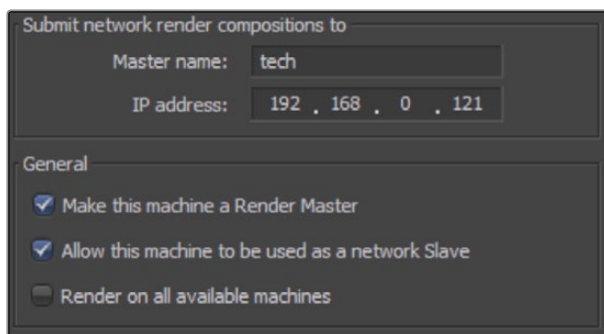 Submit network render compositions to
Master name: tech
IP address: 192 . 168 . 0 . 121
General
Make this machine a Render Master
Allow this machine to be used as a network Slave
Render on all available machines